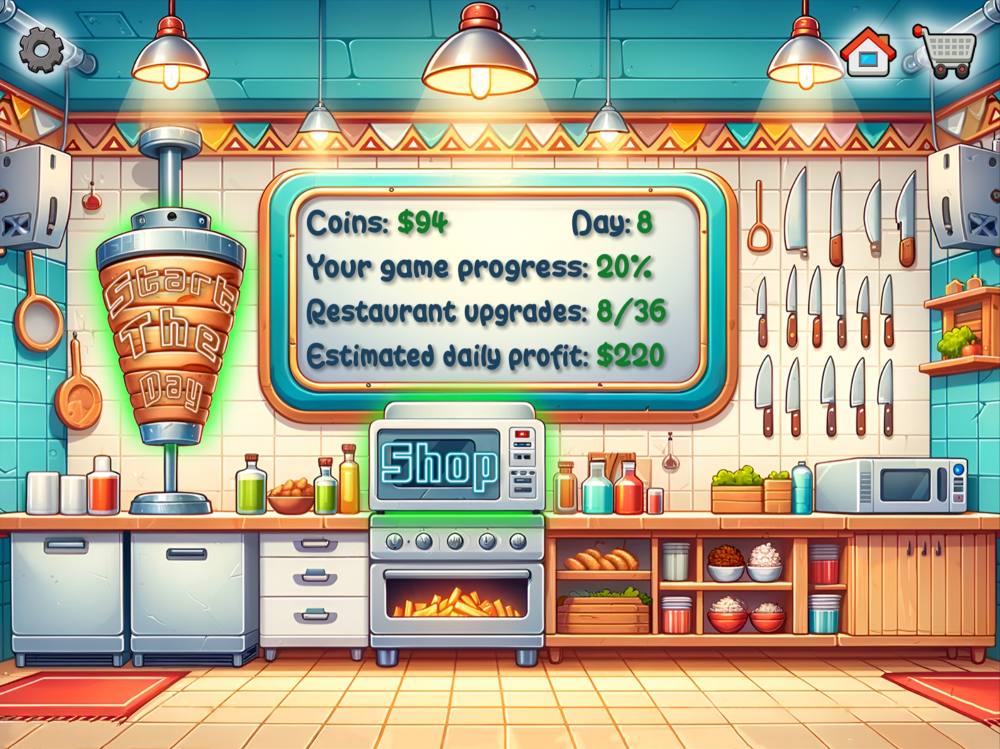 Coins: $94 Day: 8
Your game progress: 20%
Restaurant upgrades: 8/36
Estimated daily profit: $220
Start
The
Day
Shop